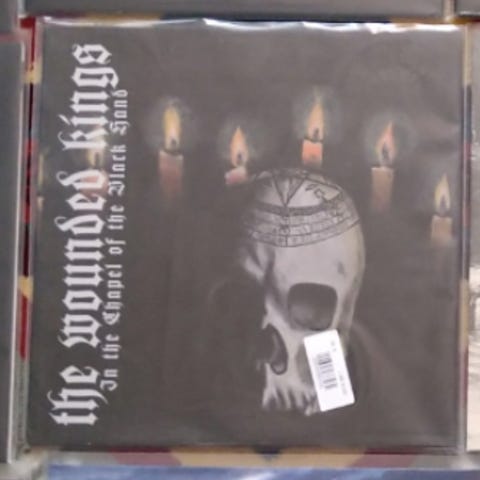 the wounded kings
In the Chapel of the Black Hand